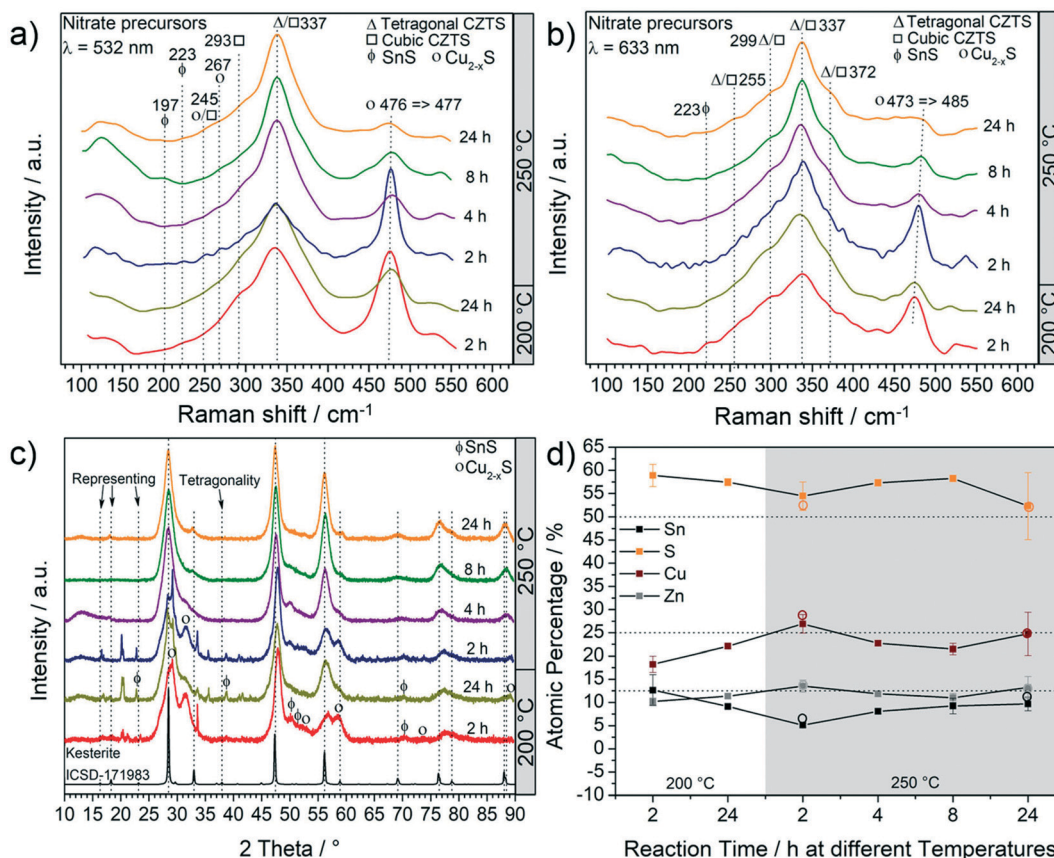 a)
Nitrate precursors
λ = 532 nm
Δ Tetragonal CZTS
□ Cubic CZTS
ϕ SnS o Cu2-xS
Δ/□ 337
293 □
223
ϕ
267
o
197
ϕ
245
o/□
o 476 => 477
24 h
8 h
4 h
2 h
24 h
2 h
250 °C
200 °C
Intensity / a.u.
100 150 200 250 300 350 400 450 500 550 600
Raman shift / cm-1
b)
Nitrate precursors
λ = 633 nm
Δ Tetragonal CZTS
□ Cubic CZTS
ϕ SnS o Cu2-xS
Δ/□ 337
299 Δ/□
Δ/□ 255
Δ/□ 372
223 ϕ
o 473 => 485
24 h
8 h
4 h
2 h
24 h
2 h
250 °C
200 °C
Intensity / a.u.
100 150 200 250 300 350 400 450 500 550 600
Raman shift / cm-1
c)
ϕ SnS
o Cu2-xS
Representing
Tetragonality
24 h
8 h
4 h
2 h
24 h
2 h
o
ϕ
o
ϕ
ϕ
o
ϕ
ϕ
o
o
ϕ
o
Kesterite
ICSD-171983
250 °C
200 °C
Intensity / a.u.
10 15 20 25 30 35 40 45 50 55 60 65 70 75 80 85 90
2 Theta / °
d)
65
60
55
50
45
40
35
30
25
20
15
10
5
0
-5
-10
Atomic Percentage / %
Sn
S
Cu
Zn
200 °C
250 °C
2 24 2 4 8 24
Reaction Time / h at different Temperatures